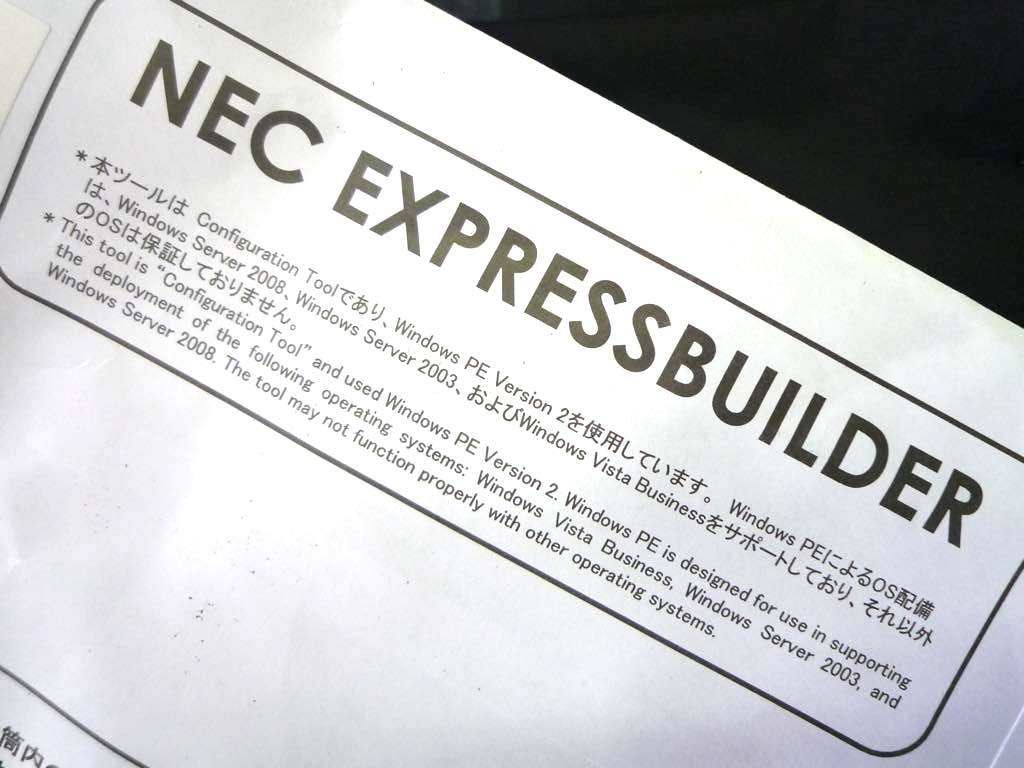 NEC EXPRESSBUILDER
* 本ツールは Configuration Toolであり、Windows PE Version 2を使用しています。 Windows PEによるOS配備
は、Windows Server 2008、Windows Server 2003、およびWindows Vista Businessをサポートしており、それ以外
のOSは保証しておりません。
* This tool is "Configuration Tool" and used Windows PE Version 2. Windows PE is designed for use in supporting
the deployment of the following operating systems: Windows Vista Business, Windows Server 2003, and
Windows Server 2008. The tool may not function properly with other operating systems.
筒内の